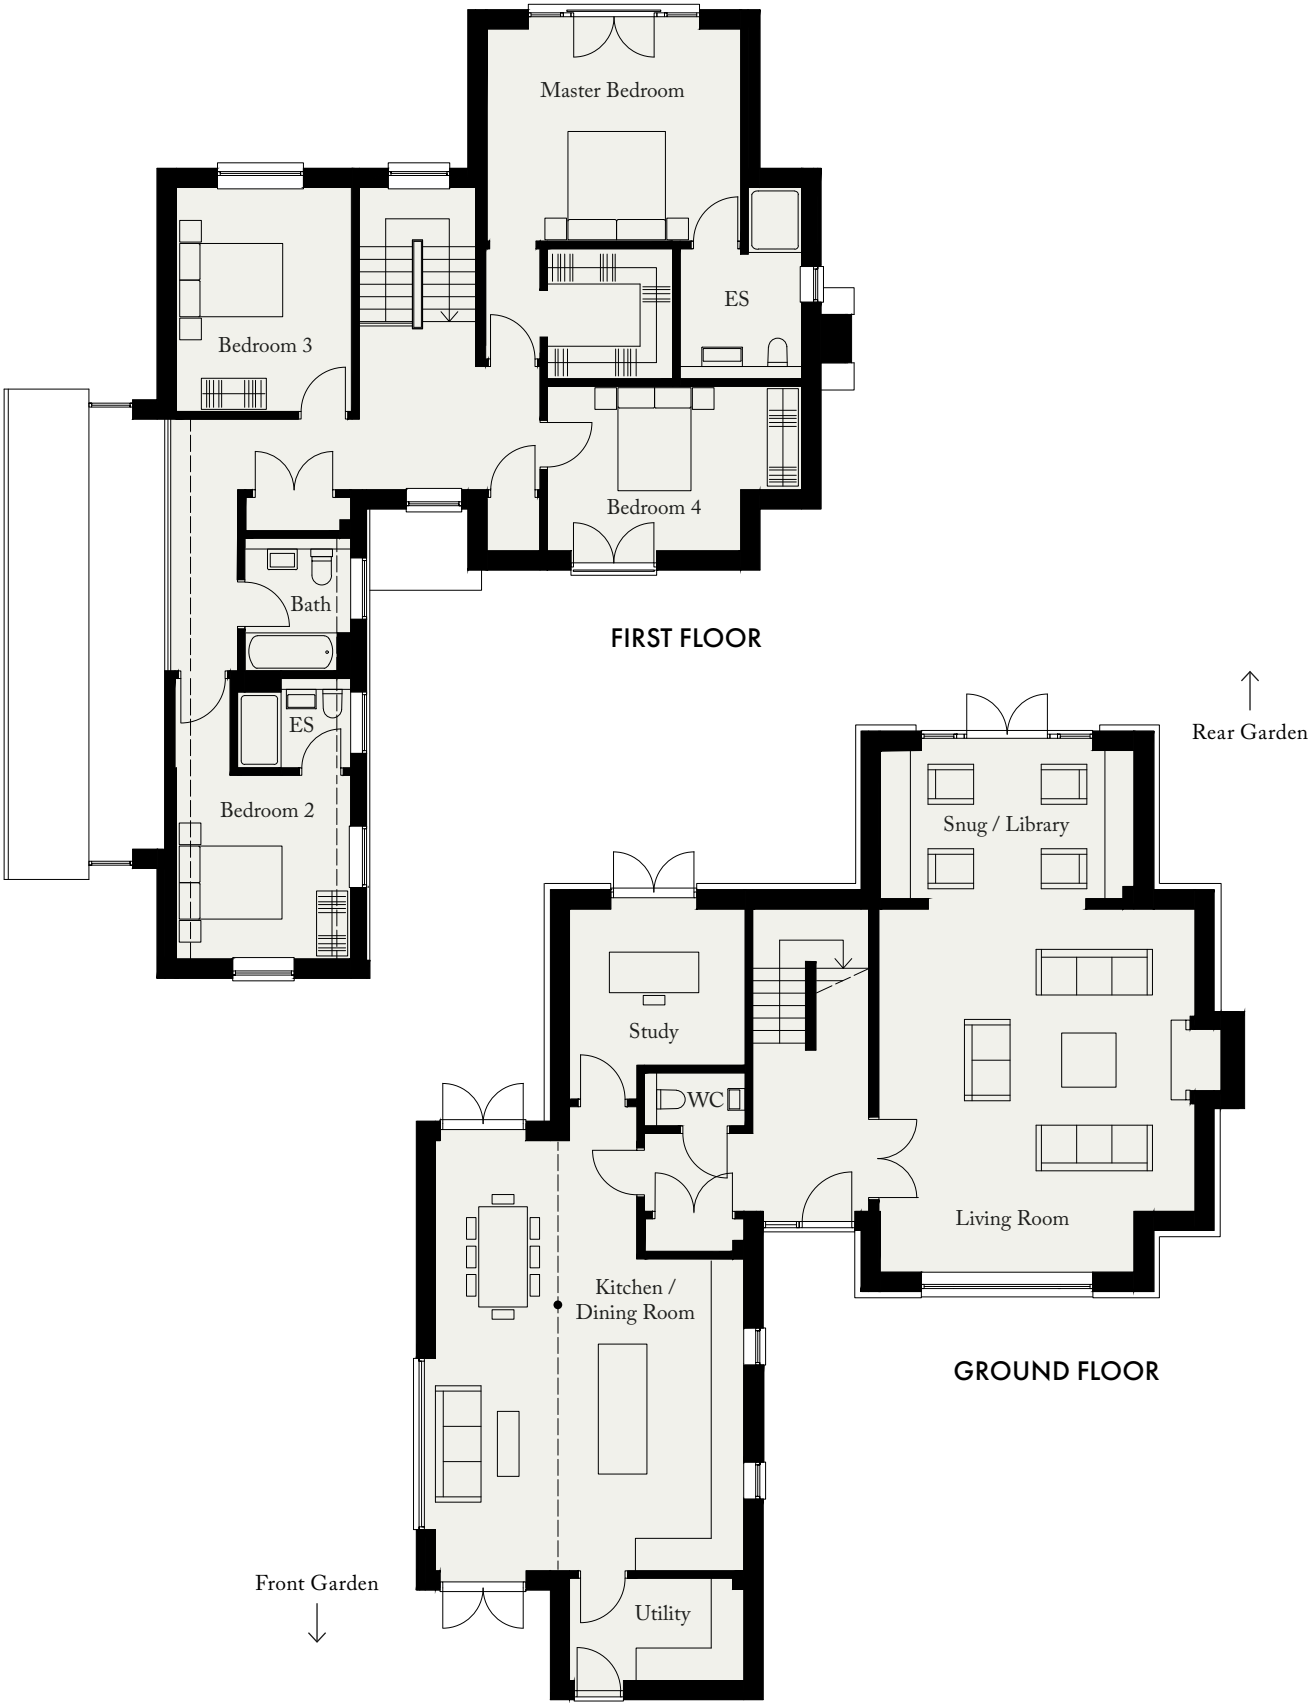 Master Bedroom
ES
Bedroom 3
Bedroom 4
Bath
FIRST FLOOR
ES
Bedroom 2
Rear Garden
Snug / Library
Study
WC
Living Room
Kitchen /
Dining Room
GROUND FLOOR
Front Garden
Utility